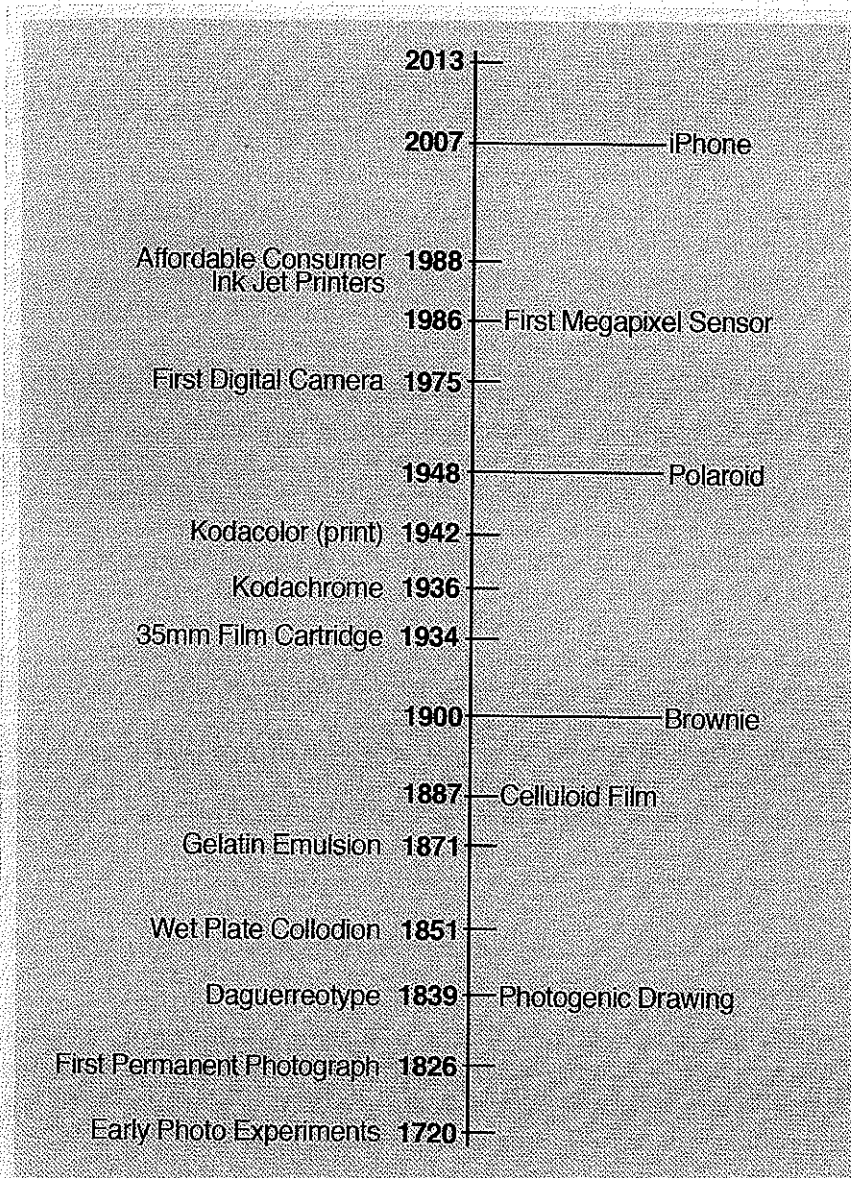 2013
2007 iPhone
Affordable Consumer 1988
Ink Jet Printers
1986 First Megapixel Sensor
First Digital Camera 1975
1948 Polaroid
Kodacolor (print) 1942
Kodachrome 1936
35mm Film Cartridge 1934
1900 Brownie
1887 Celluloid Film
Gelatin Emulsion 1871
Wet Plate Collodion 1851
Daguerreotype 1839 Photogenic Drawing
First Permanent Photograph 1826
Early Photo Experiments 1720